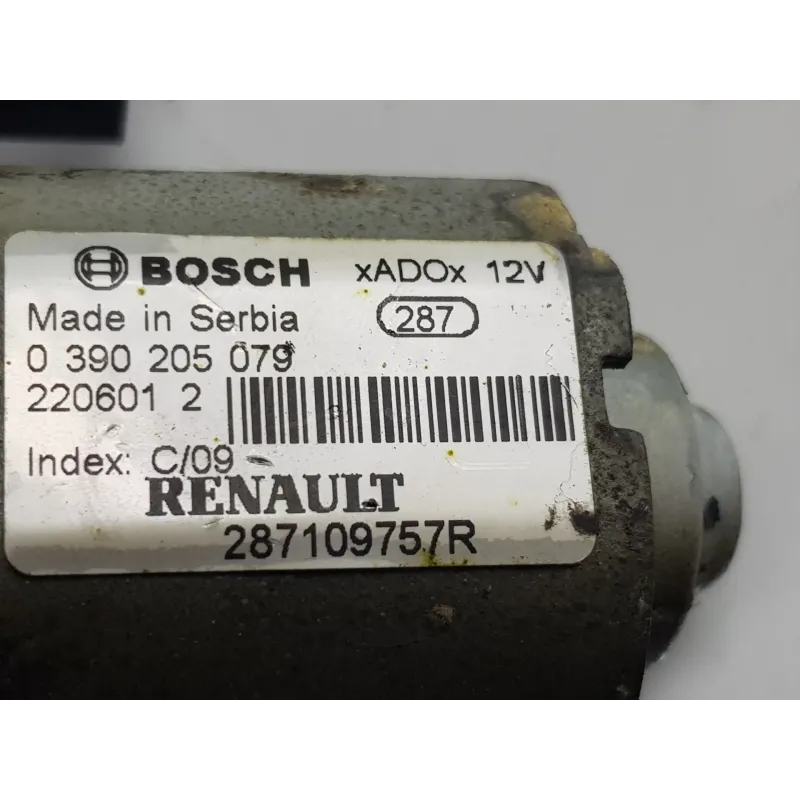 BOSCH xADOx 12V
Made in Serbia 287
0 390 205 079
220601 2
Index: C/09
RENAULT
287109757R